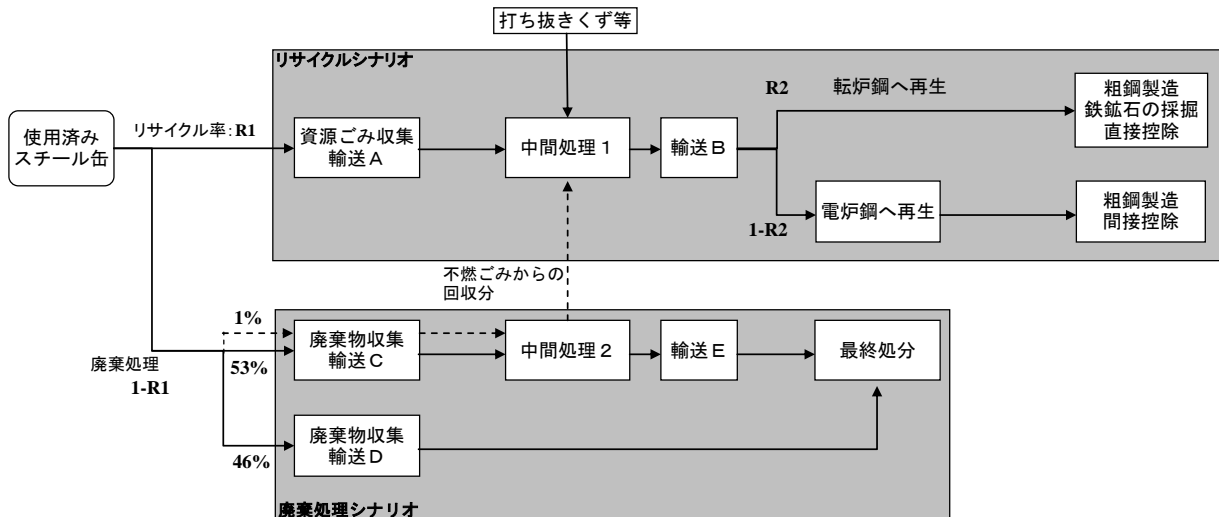 打ち抜きくず等
リサイクルシナリオ
使用済み
スチール缶
リサイクル率：R1
資源ごみ収集
輸送Ａ
中間処理１
輸送Ｂ
R2
転炉鋼へ再生
粗鋼製造
鉄鉱石の採掘
直接控除
1-R2
電炉鋼へ再生
粗鋼製造
間接控除
不燃ごみからの
回収分
廃棄処理
1-R1
1%
53%
46%
廃棄物収集
輸送Ｃ
中間処理２
輸送Ｅ
最終処分
廃棄物収集
輸送Ｄ
廃棄処理シナリオ